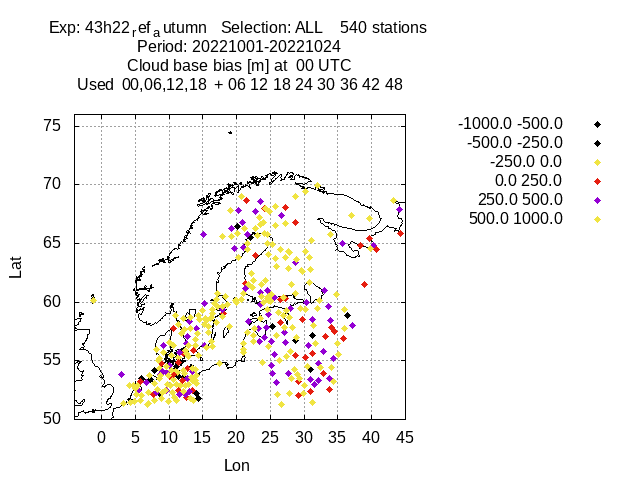 Exp: 43h22ref autumn Selection: ALL 540 stations
Period: 20221001-20221024
Cloud base bias [m] at 00 UTC
Used 00,06,12,18 + 06 12 18 24 30 36 42 48
-1000.0 -500.0
-500.0 -250.0
-250.0 0.0
0.0 250.0
250.0 500.0
500.0 1000.0
75
70
65
60
55
50
Lat
0 5 10 15 20 25 30 35 40 45
Lon